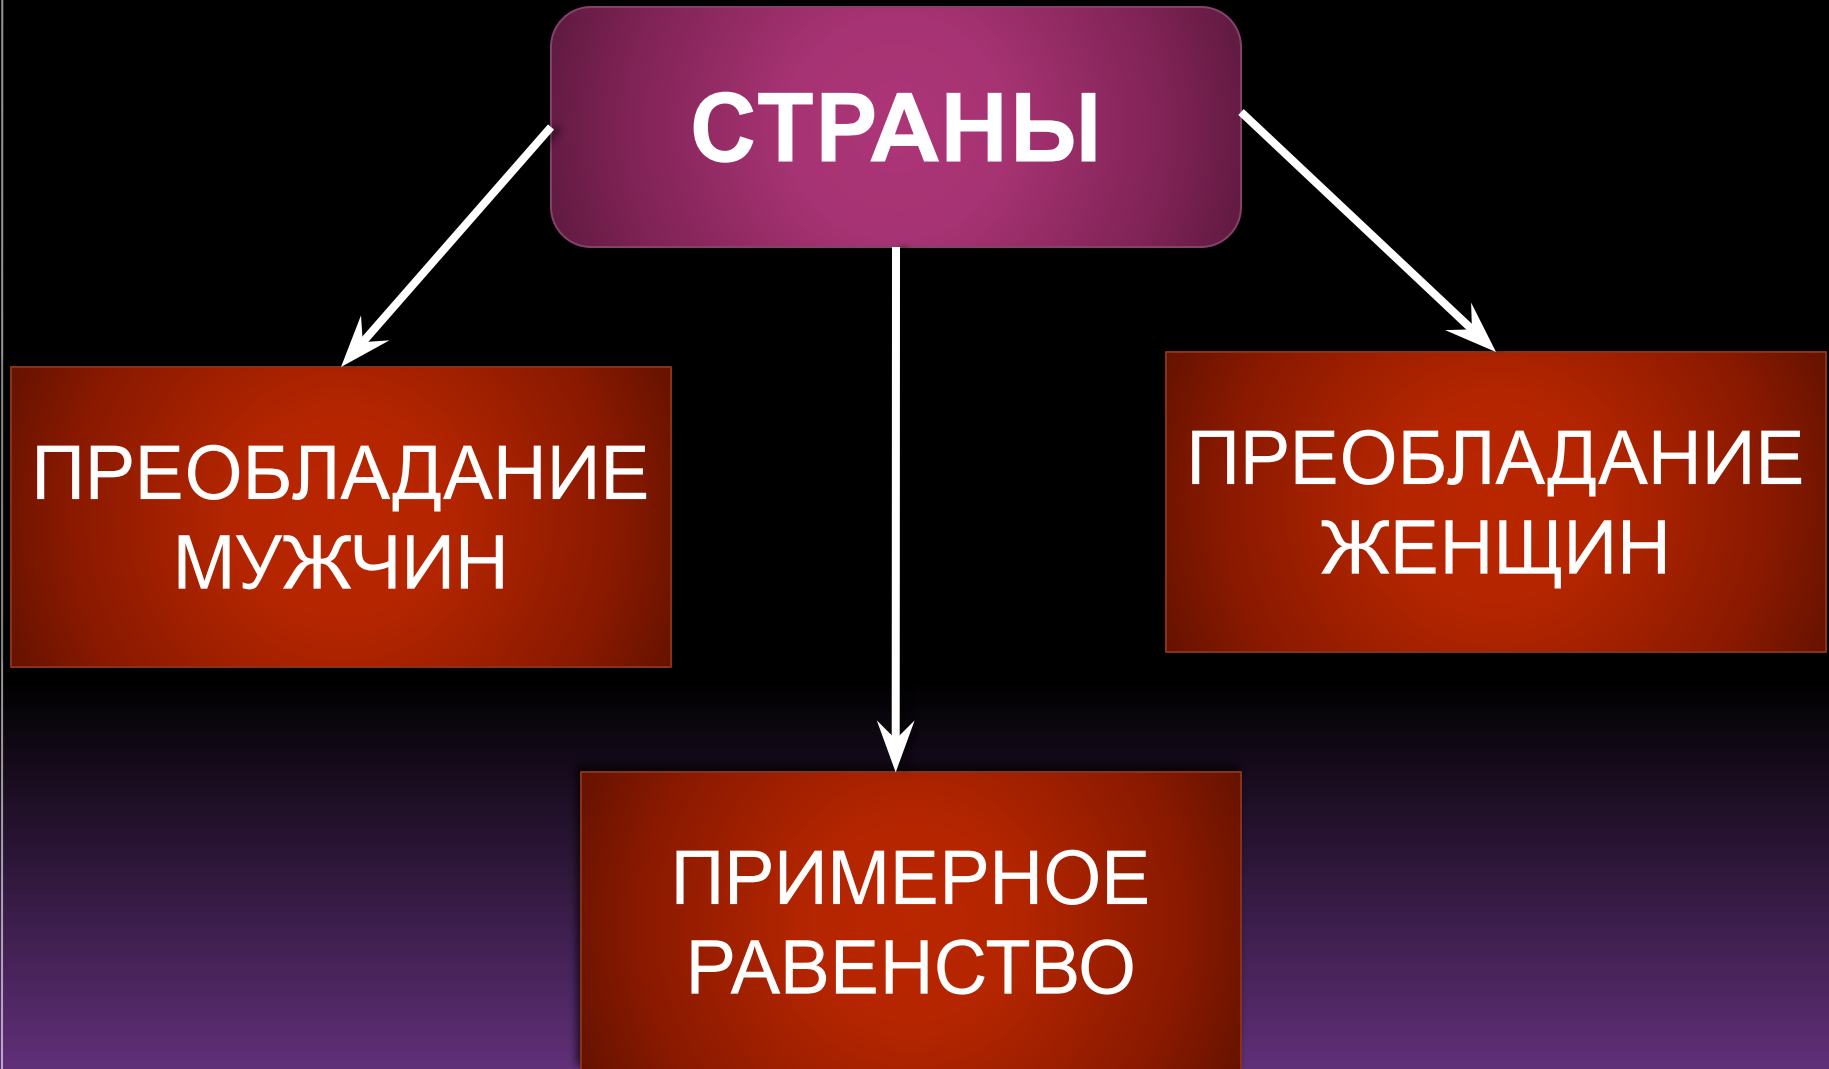 СТРАНЫ
ПРЕОБЛАДАНИЕ
МУЖЧИН
ПРЕОБЛАДАНИЕ
ЖЕНЩИН
ПРИМЕРНОЕ
РАВЕНСТВО